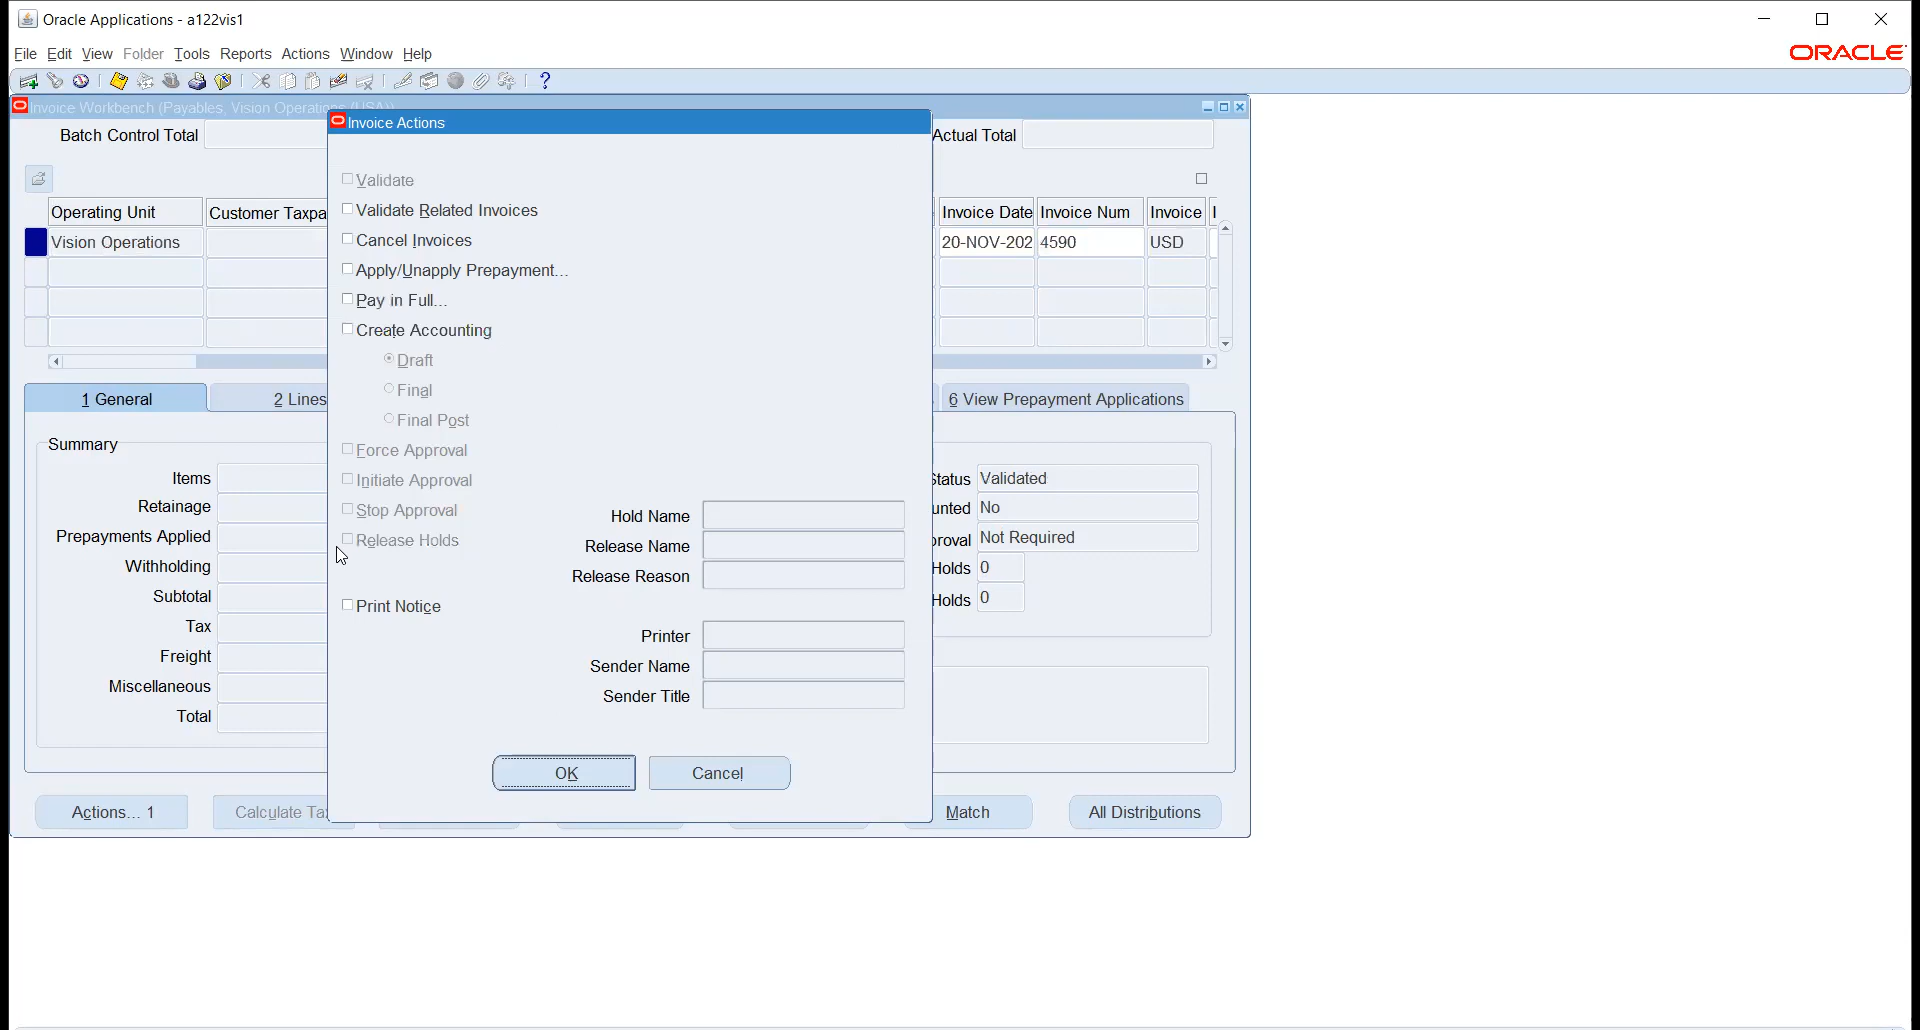 Oracle Applications - a122vis1
File Edit View Folder Tools Reports Actions Window Help
ORACLE
Invoice Workbench (Payables, Vision Operations (USA))
Invoice Actions
Batch Control Total
Actual Total
Validate
Validate Related Invoices
Cancel Invoices
Apply/Unapply Prepayment...
Pay in Full...
Create Accounting
Draft
Final
Final Post
Force Approval
Initiate Approval
Stop Approval
Release Holds
Hold Name
Release Name
Release Reason
Print Notice
Printer
Sender Name
Sender Title
OK Cancel
Operating Unit Customer Taxpa
Invoice Date Invoice Num Invoice I
Vision Operations
20-NOV-202 4590 USD
1 General 2 Lines
6 View Prepayment Applications
Summary
Items
Retainage
Prepayments Applied
Withholding
Subtotal
Tax
Freight
Miscellaneous
Total
Status Validated
unted No
proval Not Required
Holds 0
Holds 0
Actions... 1 Calculate Ta
Match All Distributions